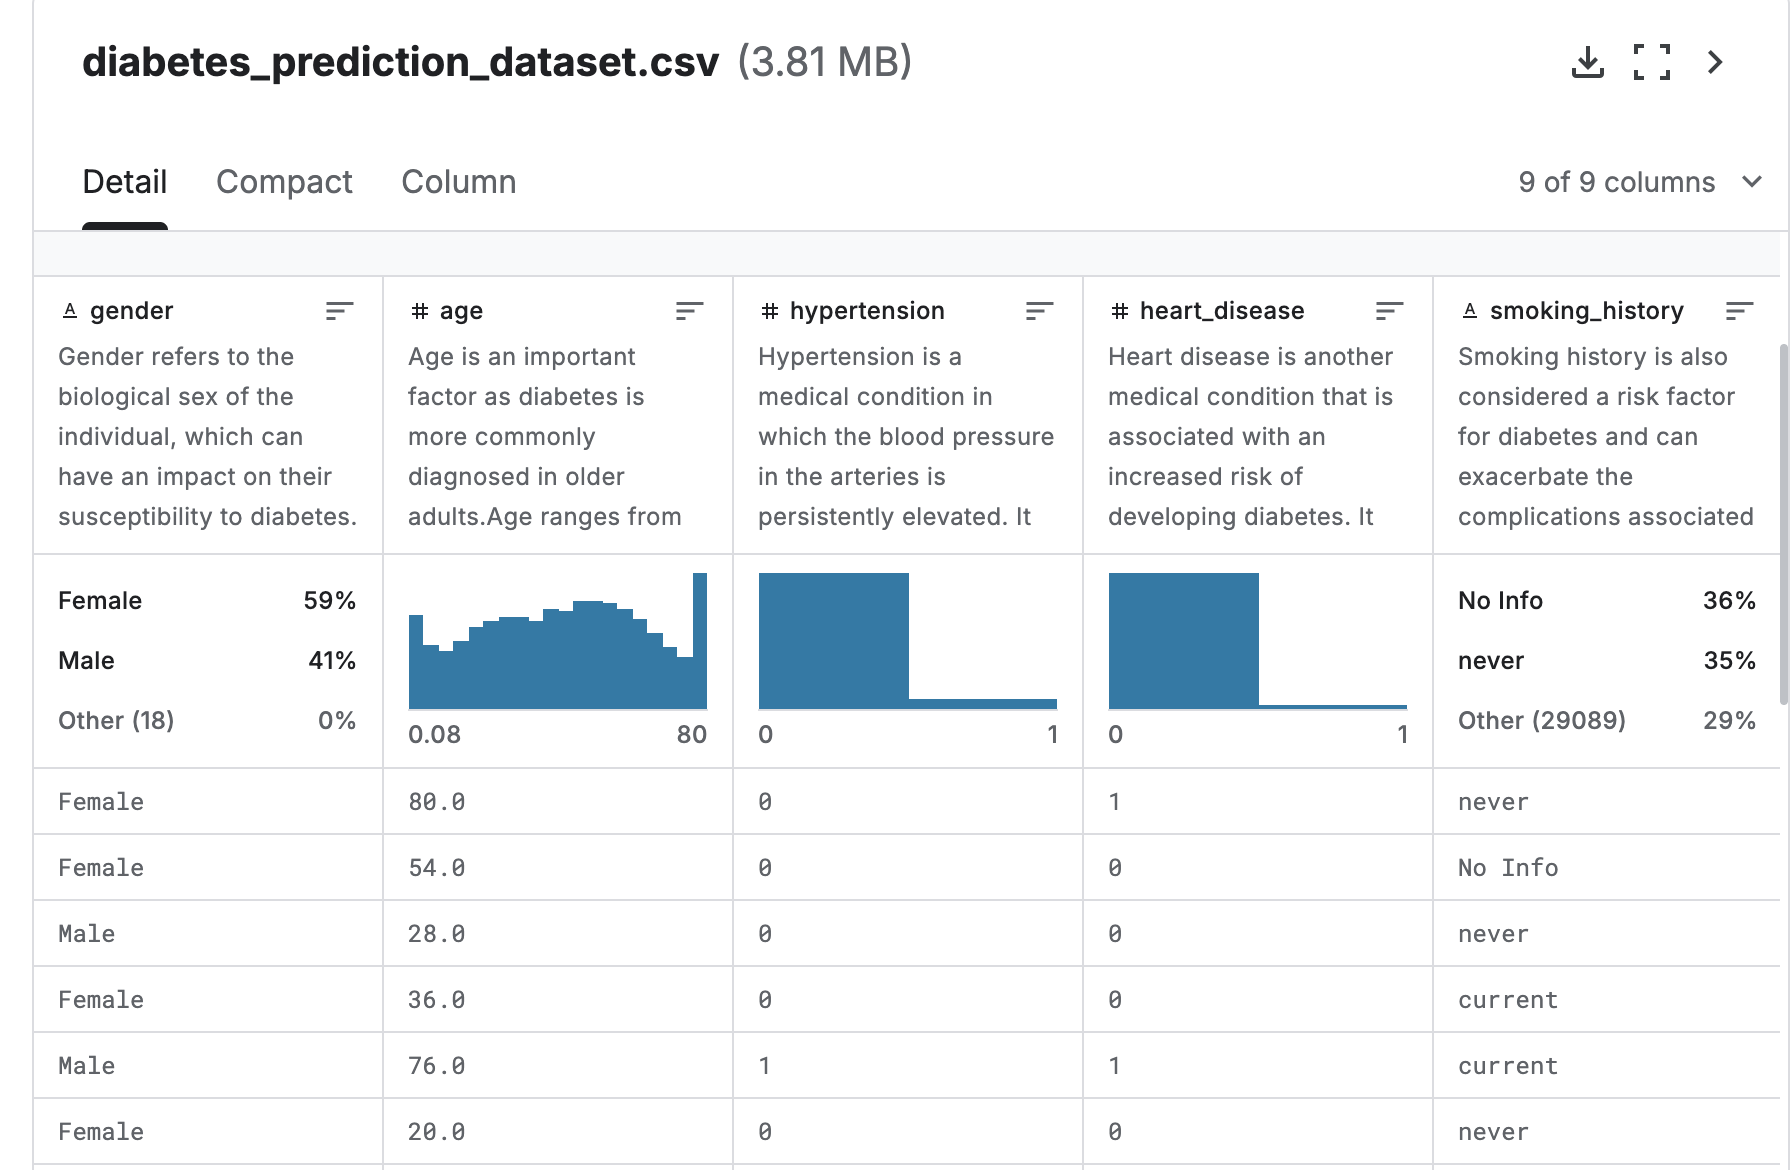 diabetes_prediction_dataset.csv (3.81 MB)
Detail Compact Column 9 of 9 columns
A gender
Gender refers to the
biological sex of the
individual, which can
have an impact on their
susceptibility to diabetes.
# age
Age is an important
factor as diabetes is
more commonly
diagnosed in older
adults.Age ranges from
# hypertension
Hypertension is a
medical condition in
which the blood pressure
in the arteries is
persistently elevated. It
# heart_disease
Heart disease is another
medical condition that is
associated with an
increased risk of
developing diabetes. It
A smoking_history
Smoking history is also
considered a risk factor
for diabetes and can
exacerbate the
complications associated
Female 59%
Male 41%
Other (18) 0%
0.08 80
0 1
0 1
No Info 36%
never 35%
Other (29089) 29%
Female 80.0 0 1 never
Female 54.0 0 0 No Info
Male 28.0 0 0 never
Female 36.0 0 0 current
Male 76.0 1 1 current
Female 20.0 0 0 never